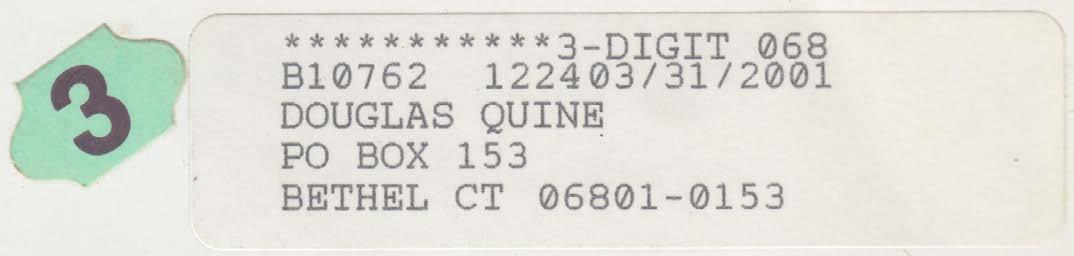 3
***********3-DIGIT 068
B10762 122403/31/2001
DOUGLAS QUINE
PO BOX 153
BETHEL CT 06801-0153